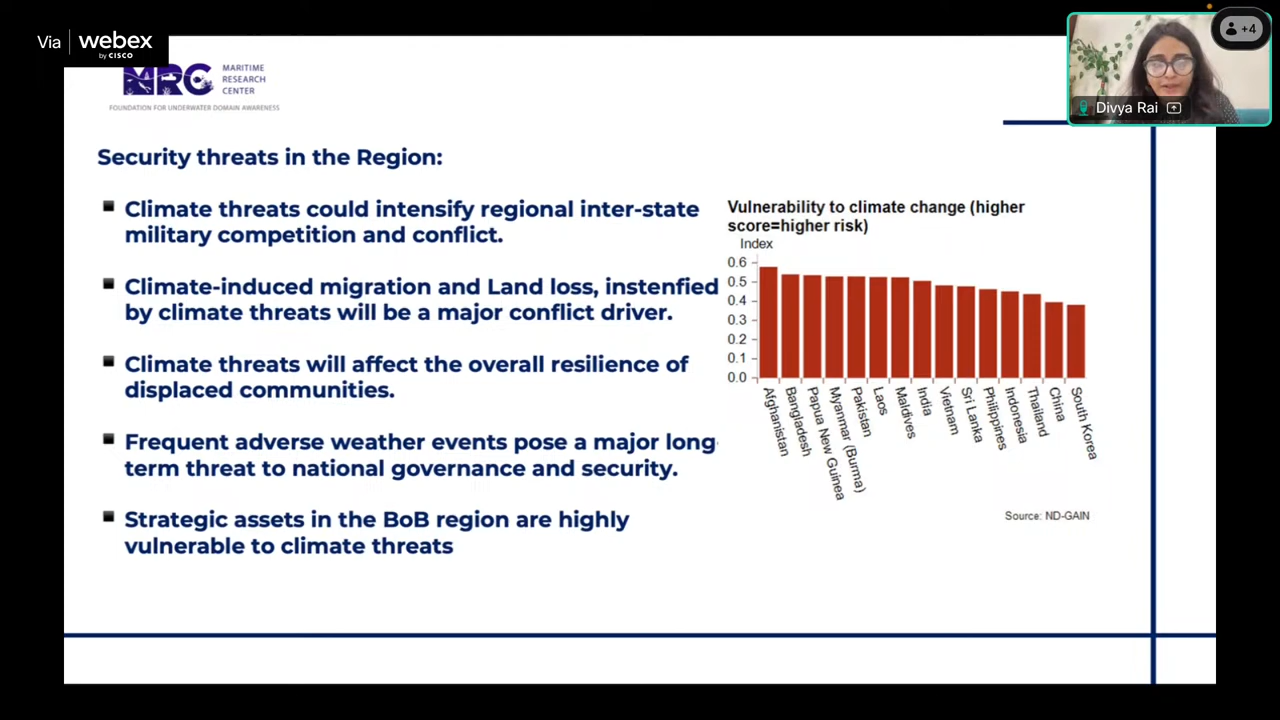 Via webex
by CISCO
+4
Divya Rai
MRC MARITIME
RESEARCH
CENTER
FOUNDATION FOR UNDERWATER DOMAIN AWARENESS
Security threats in the Region:
Climate threats could intensify regional inter-state
military competition and conflict.
Climate-induced migration and Land loss, instenfied
by climate threats will be a major conflict driver.
Climate threats will affect the overall resilience of
displaced communities.
Frequent adverse weather events pose a major long-
term threat to national governance and security.
Strategic assets in the BoB region are highly
vulnerable to climate threats
Vulnerability to climate change (higher
score=higher risk)
Index
0.6
0.5
0.4
0.3
0.2
0.1
0.0
Afghanistan
Bangladesh
Papua New Guinea
Myanmar (Burma)
Pakistan
Laos
Maldives
India
Vietnam
Sri Lanka
Philippines
Indonesia
Thailand
China
South Korea
Source: ND-GAIN